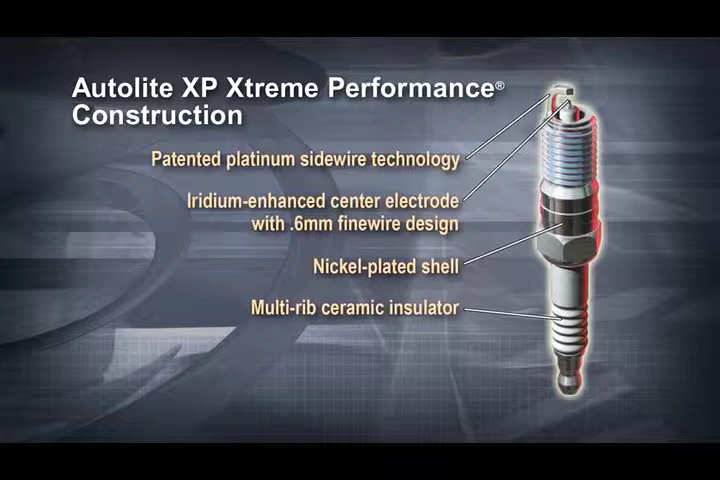 Autolite XP Xtreme Performance®
Construction
Patented platinum sidewire technology
Iridium-enhanced center electrode
with .6mm finewire design
Nickel-plated shell
Multi-rib ceramic insulator